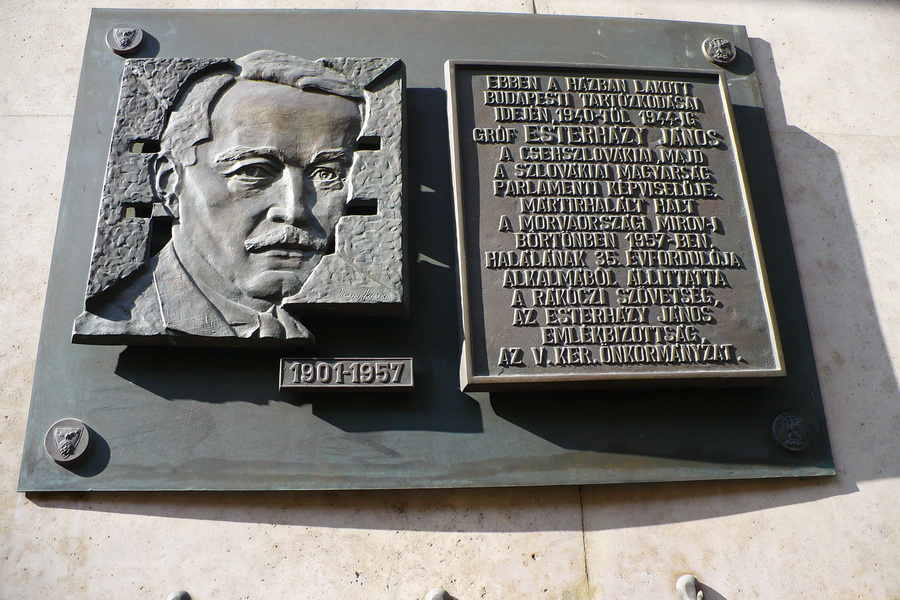 1901-1957
EBBEN A HÁZBAN LAKOTT
BUDAPESTI TARTÓZKODÁSAI
IDEJÉN, 1940-TŐL 1944-IG
GRÓF ESTERHÁZY JÁNOS
A CSEHSZLOVÁKIAI MAJD
A SZLOVÁKIAI MAGYARSÁG
PARLAMENTI KÉPVISELŐJE.
MÁRTÍRHALÁLT HALT
A MORVAORSZÁGI MIROV-I
BÖRTÖNBEN 1957-BEN.
HALÁLÁNAK 35. ÉVFORDULÓJA
ALKALMÁBÓL ÁLLÍTTATTA
A RÁKÓCZI SZÖVETSÉG,
AZ ESTERHÁZY JÁNOS
EMLÉKBIZOTTSÁG,
AZ V. KER. ÖNKORMÁNYZAT.